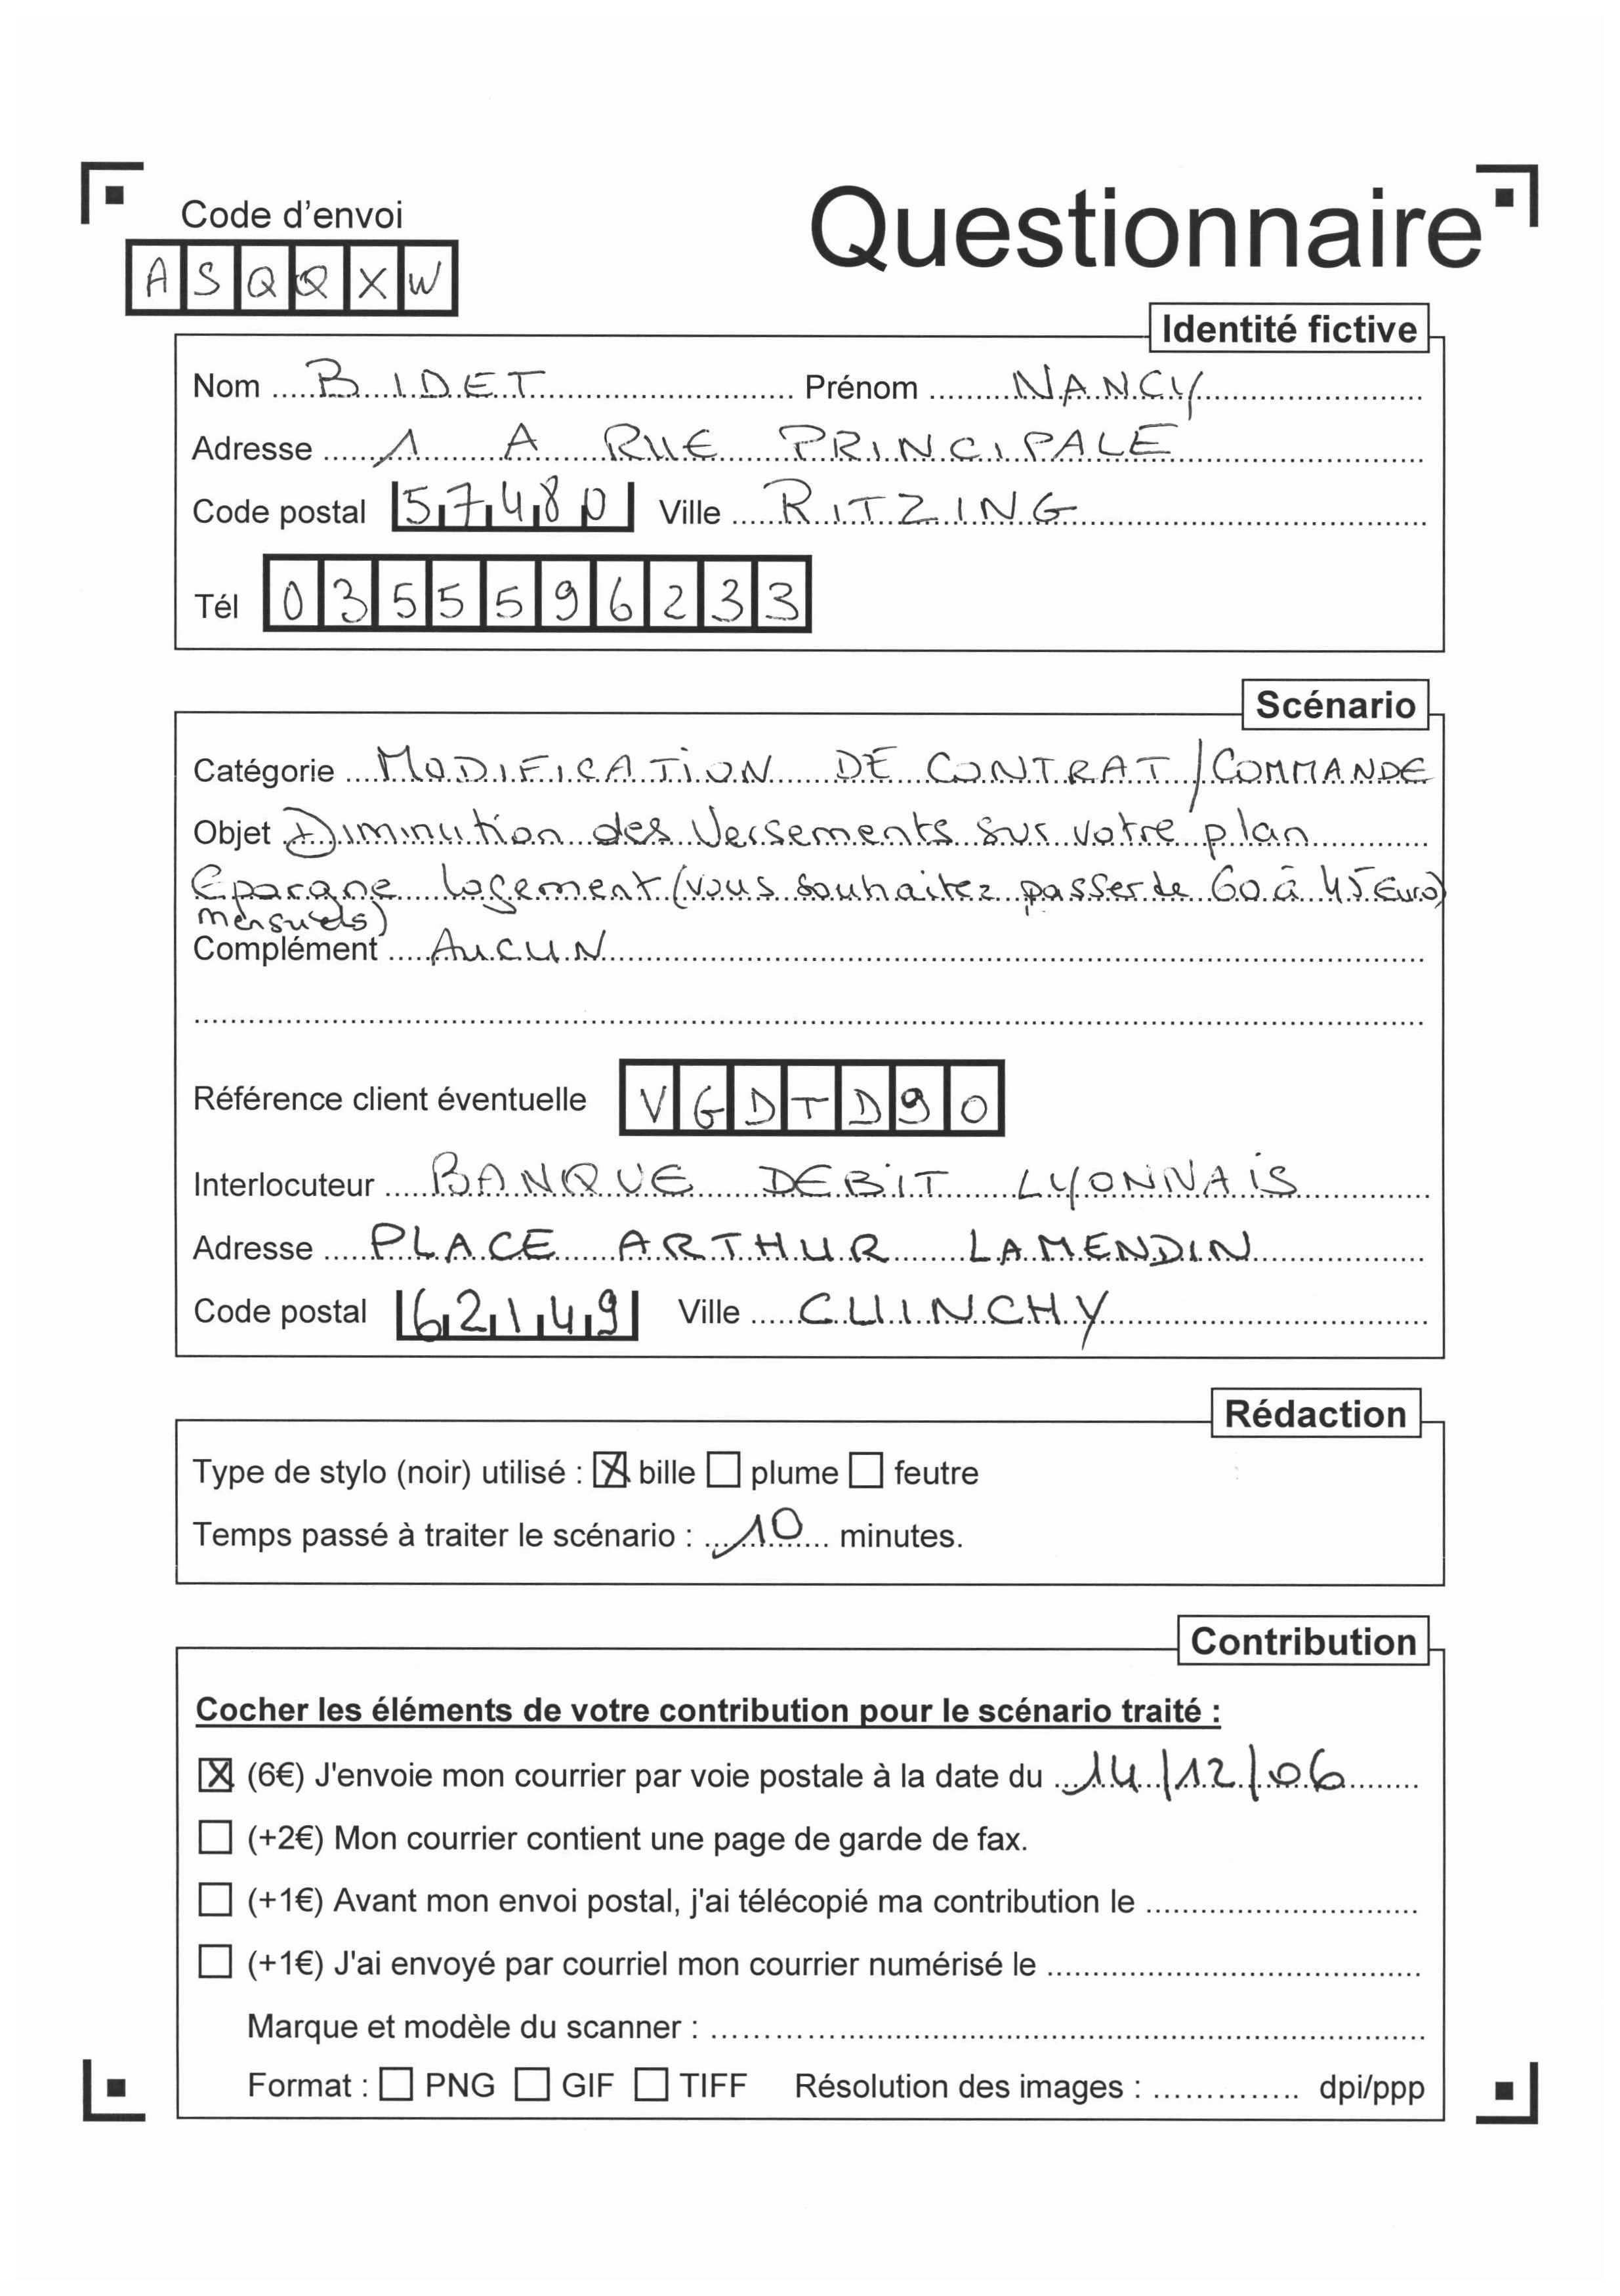 Code d'envoi
Questionnaire
ASQQXW
Identité fictive
Nom BIDET Prénom NANCY
Adresse 1 A RUE PRINCIPALE
Code postal 57480 Ville RITZING
Tél 0355596233
Scénario
Catégorie MODIFICATION DE CONTRAT/COMMANDE
Objet Diminution des Versements sur votre plan
Epargne logement (vous souhaitez passer de 60 à 45 Euro)
mensuels)
Complément AUCUN
Référence client éventuelle VGDTD90
Interlocuteur BANQUE DEBIT LYONNAIS
Adresse PLACE ARTHUR LAMENDIN
Code postal 62149 Ville CUINCHY
Rédaction
Type de stylo (noir) utilisé : ☒ bille ☐ plume ☐ feutre
Temps passé à traiter le scénario : 10 minutes.
Contribution
Cocher les éléments de votre contribution pour le scénario traité :
☒ (6€) J'envoie mon courrier par voie postale à la date du 14/12/06
☐ (+2€) Mon courrier contient une page de garde de fax.
☐ (+1€) Avant mon envoi postal, j'ai télécopié ma contribution le
☐ (+1€) J'ai envoyé par courriel mon courrier numérisé le
Marque et modèle du scanner :
Format : ☐ PNG ☐ GIF ☐ TIFF Résolution des images : dpi/ppp